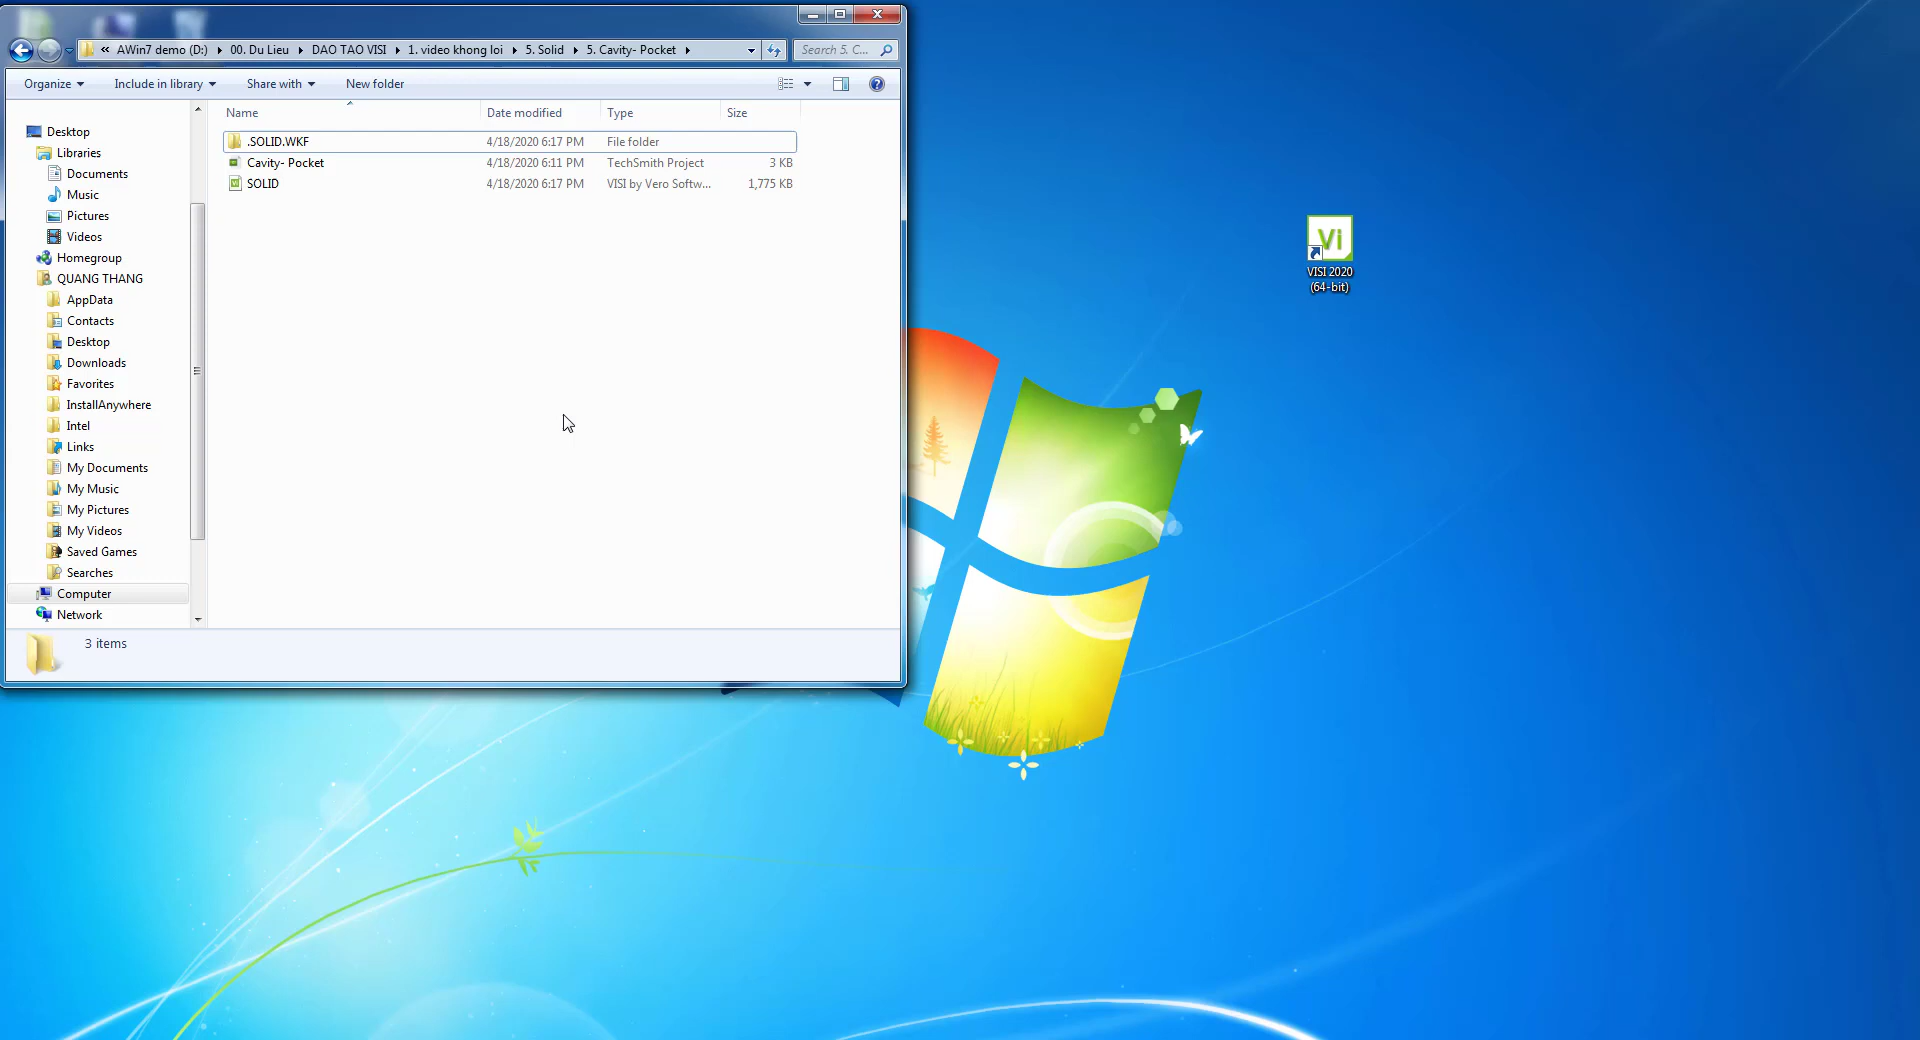 « AWin7 demo (D:) 00. Du Lieu DAO TAO VISI 1. video khong loi 5. Solid 5. Cavity- Pocket
Search 5. C...
Organize Include in library Share with New folder
Name Date modified Type Size
.SOLID.WKF 4/18/2020 6:17 PM File folder
Cavity- Pocket 4/18/2020 6:11 PM TechSmith Project 3 KB
SOLID 4/18/2020 6:17 PM VISI by Vero Softw... 1,775 KB
Desktop
Libraries
Documents
Music
Pictures
Videos
Homegroup
QUANG THANG
AppData
Contacts
Desktop
Downloads
Favorites
InstallAnywhere
Intel
Links
My Documents
My Music
My Pictures
My Videos
Saved Games
Searches
Computer
Network
3 items
Vi
VISI 2020
(64-bit)